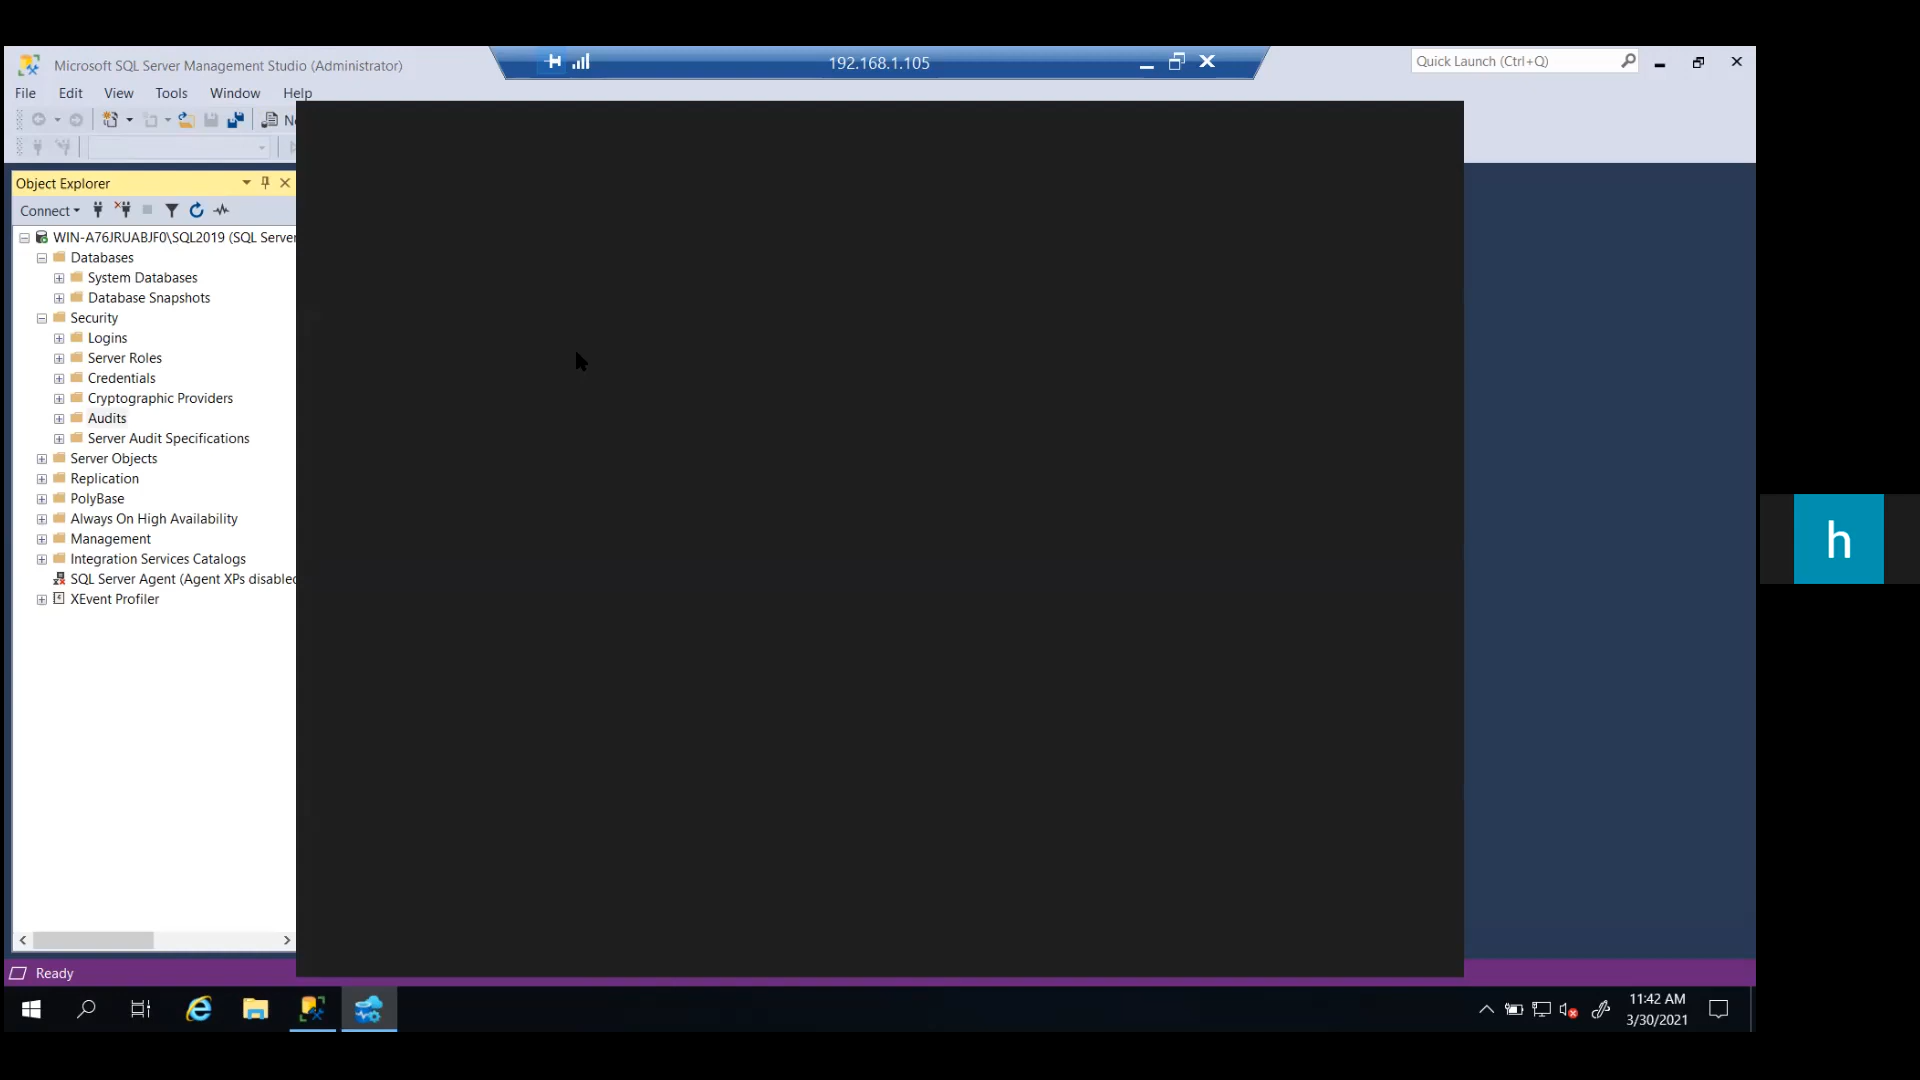 Microsoft SQL Server Management Studio (Administrator)
192.168.1.105
Quick Launch (Ctrl+Q)
File Edit View Tools Window Help
Object Explorer
Connect
WIN-A76JRUABJF0\SQL2019 (SQL Server
Databases
System Databases
Database Snapshots
Security
Logins
Server Roles
Credentials
Cryptographic Providers
Audits
Server Audit Specifications
Server Objects
Replication
PolyBase
Always On High Availability
Management
Integration Services Catalogs
SQL Server Agent (Agent XPs disabled
XEvent Profiler
h
Ready
11:42 AM
3/30/2021